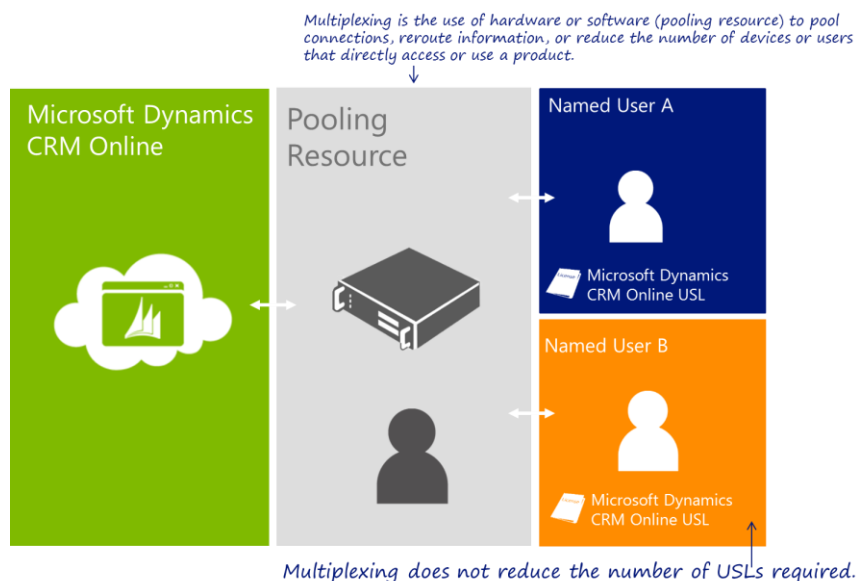 Multiplexing is the use of hardware or software (pooling resource) to pool
connections, reroute information, or reduce the number of devices or users
that directly access or use a product.
Microsoft Dynamics
CRM Online
Pooling
Resource
Named User A
License
Microsoft Dynamics
CRM Online USL
Named User B
License
Microsoft Dynamics
CRM Online USL
Multiplexing does not reduce the number of USLs required.